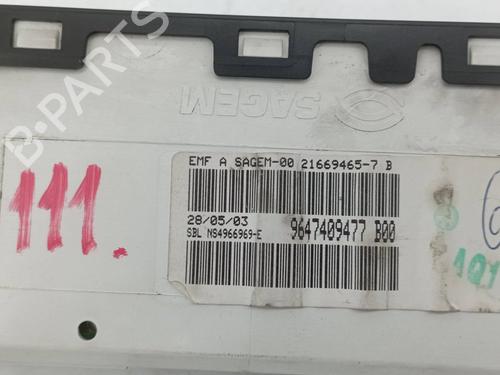 B-PARTS
SAGEM
EMF A SAGEM-00 21669465-7 B
111.
28/05/03
SBL NS4966969-E
9647409477 B00